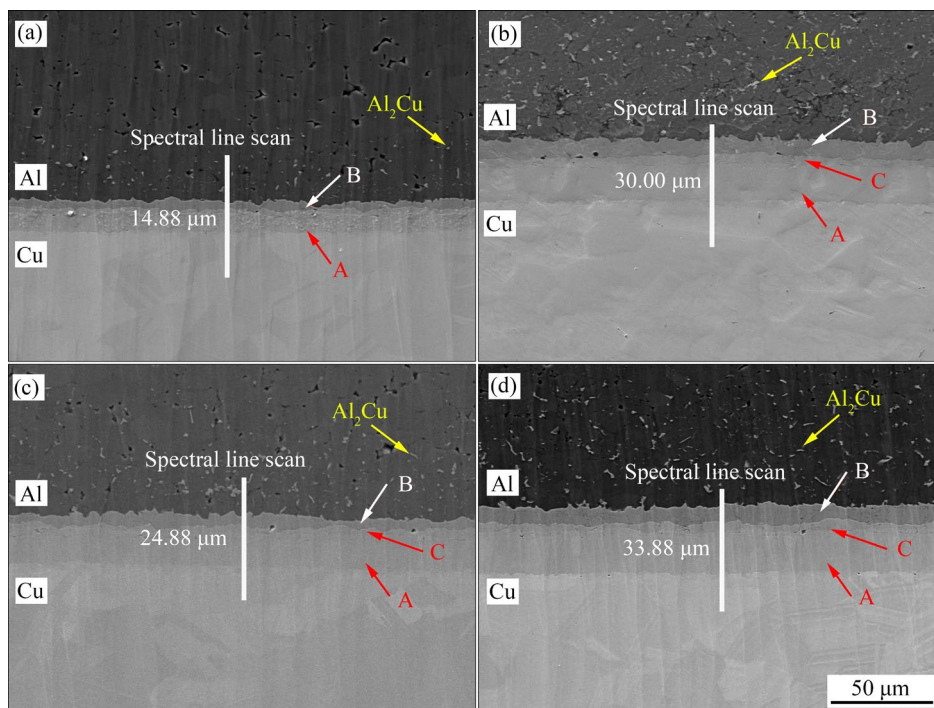 (a)
Al₂Cu
Spectral line scan
Al
B
14.88 μm
Cu
A
(b)
Al₂Cu
Al
Spectral line scan
B
30.00 μm
C
Cu
A
(c)
Al₂Cu
Spectral line scan
Al
B
24.88 μm
C
Cu
A
(d)
Al₂Cu
Spectral line scan
Al
B
33.88 μm
C
Cu
A
50 μm